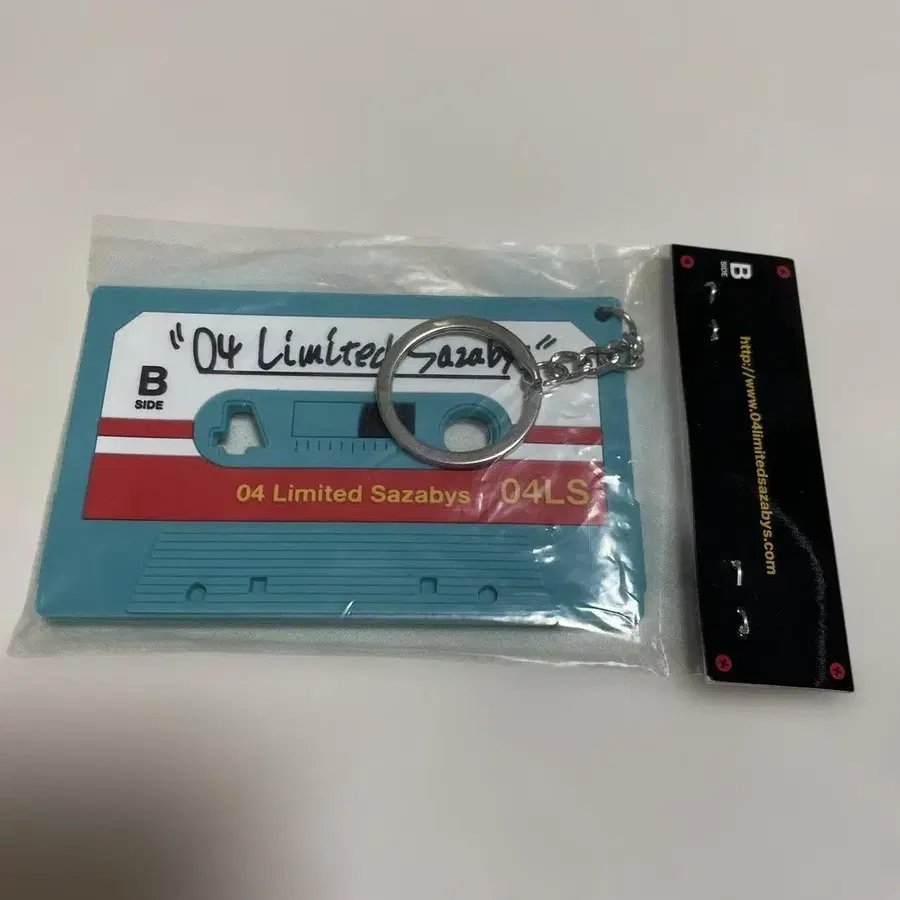 "04 Limited Sazabys"
B
SIDE
04 Limited Sazabys
04LS
B
SIDE
http://www.04limitedsazabys.com